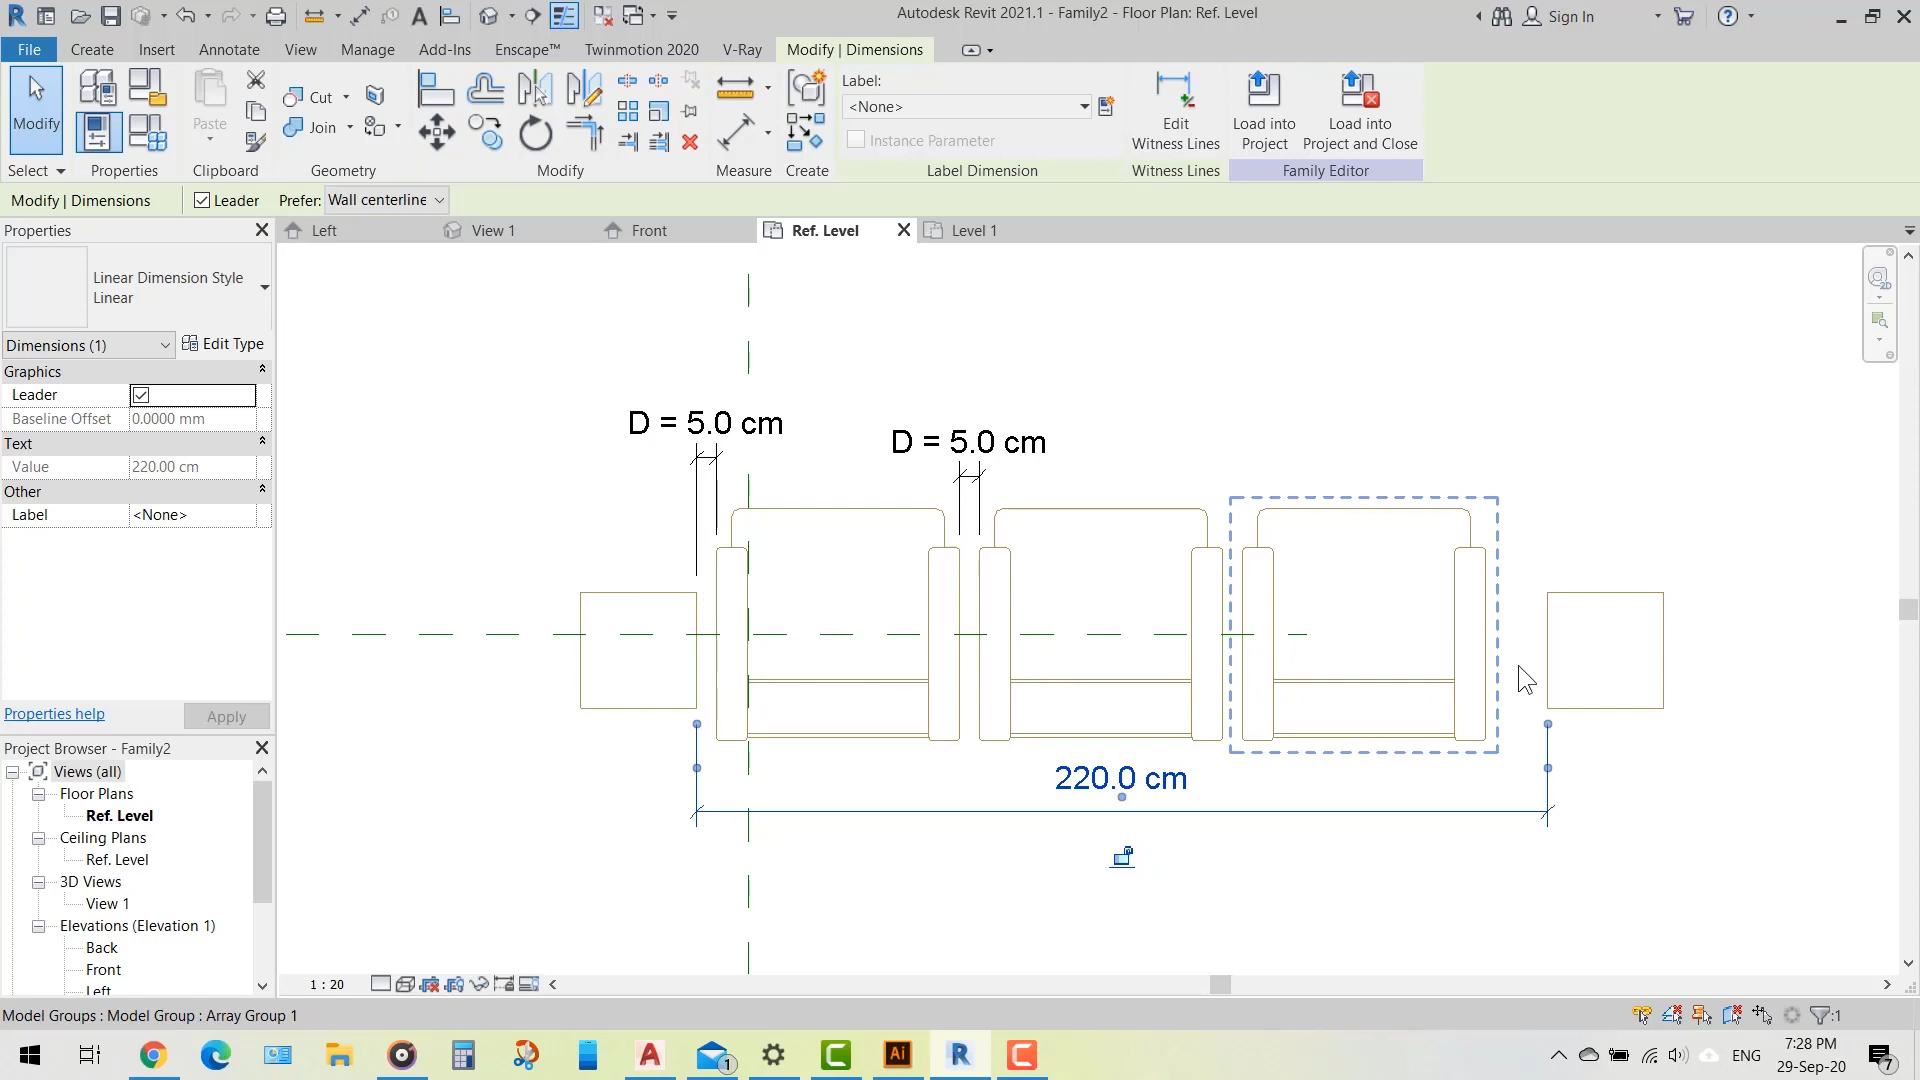 Autodesk Revit 2021.1 - Family2 - Floor Plan: Ref. Level
Sign In
File Create Insert Annotate View Manage Add-Ins Enscape™ Twinmotion 2020 V-Ray Modify | Dimensions
Modify
Paste
Cut
Join
Label:
<None>
Instance Parameter
Edit
Witness Lines
Load into
Project
Load into
Project and Close
Select Properties Clipboard Geometry Modify Measure Create Label Dimension Witness Lines Family Editor
Modify | Dimensions Leader Prefer: Wall centerline
Properties
Left View 1 Front Ref. Level Level 1
Linear Dimension Style
Linear
Dimensions (1) Edit Type
Graphics
Leader
Baseline Offset 0.0000 mm
Text
Value 220.00 cm
Other
Label <None>
Properties help Apply
Project Browser - Family2
Views (all)
Floor Plans
Ref. Level
Ceiling Plans
Ref. Level
3D Views
View 1
Elevations (Elevation 1)
Back
Front
Left
D = 5.0 cm
D = 5.0 cm
220.0 cm
1 : 20
Model Groups : Model Group : Array Group 1
:1
ENG
7:28 PM
29-Sep-20